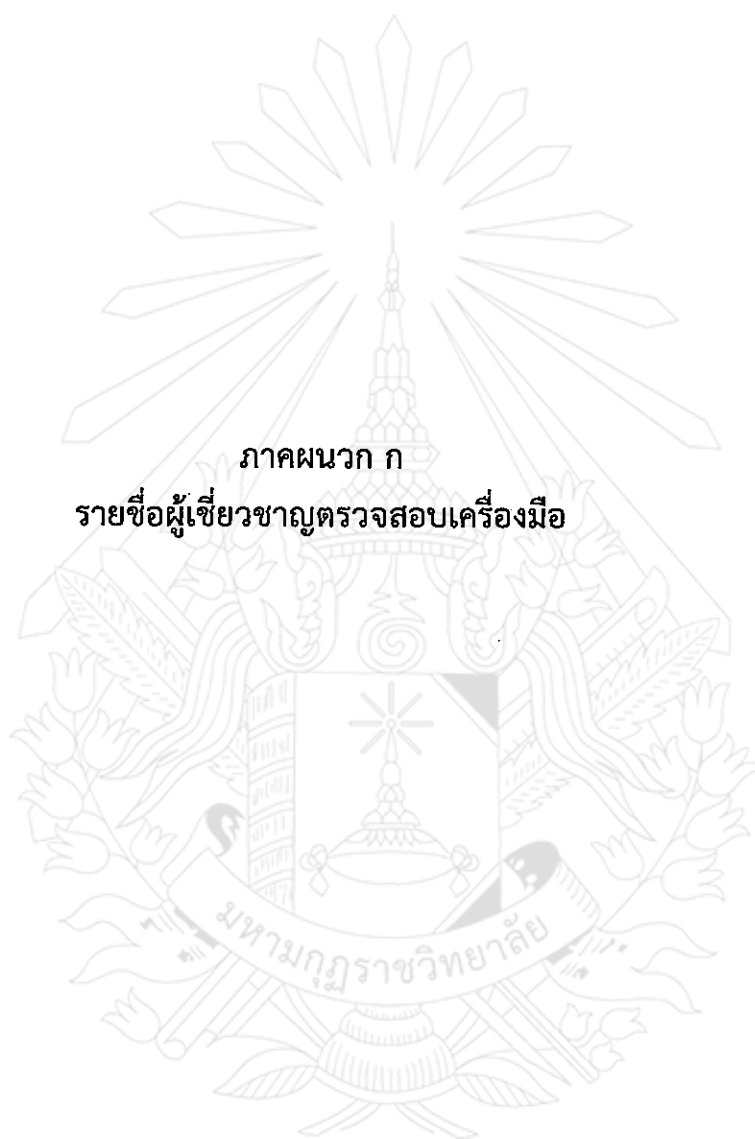 ภาคผนวก ก
รายชื่อผู้เชี่ยวชาญตรวจสอบเครื่องมือ
มหามกุฏราชวิทยาลัย